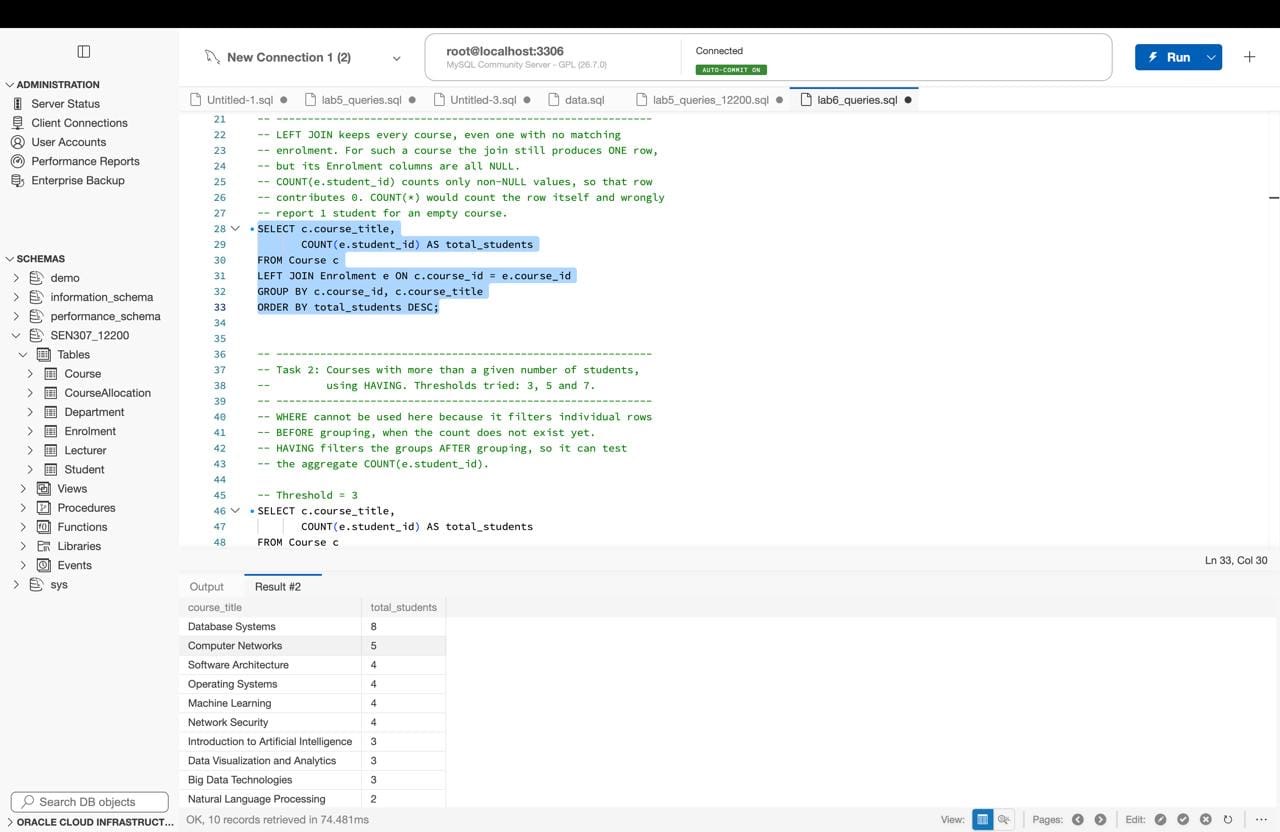 New Connection 1 (2)
root@localhost:3306
MySQL Community Server - GPL (26.7.0)
Connected
AUTO-COMMIT ON
Run
ADMINISTRATION
Server Status
Client Connections
User Accounts
Performance Reports
Enterprise Backup
SCHEMAS
demo
information_schema
performance_schema
SEN307_12200
Tables
Course
CourseAllocation
Department
Enrolment
Lecturer
Student
Views
Procedures
Functions
Libraries
Events
sys
Search DB objects
ORACLE CLOUD INFRASTRUCT...
Untitled-1.sql
lab5_queries.sql
Untitled-3.sql
data.sql
lab5_queries_12200.sql
lab6_queries.sql
21 -- ------------------------------------------------------------
22 -- LEFT JOIN keeps every course, even one with no matching
23 -- enrolment. For such a course the join still produces ONE row,
24 -- but its Enrolment columns are all NULL.
25 -- COUNT(e.student_id) counts only non-NULL values, so that row
26 -- contributes 0. COUNT(*) would count the row itself and wrongly
27 -- report 1 student for an empty course.
28 SELECT c.course_title,
29 COUNT(e.student_id) AS total_students
30 FROM Course c
31 LEFT JOIN Enrolment e ON c.course_id = e.course_id
32 GROUP BY c.course_id, c.course_title
33 ORDER BY total_students DESC;
34
35
36 -- ------------------------------------------------------------
37 -- Task 2: Courses with more than a given number of students,
38 -- using HAVING. Thresholds tried: 3, 5 and 7.
39 -- ------------------------------------------------------------
40 -- WHERE cannot be used here because it filters individual rows
41 -- BEFORE grouping, when the count does not exist yet.
42 -- HAVING filters the groups AFTER grouping, so it can test
43 -- the aggregate COUNT(e.student_id).
44
45 -- Threshold = 3
46 SELECT c.course_title,
47 COUNT(e.student_id) AS total_students
48 FROM Course c
Ln 33, Col 30
Output Result #2
course_title total_students
Database Systems 8
Computer Networks 5
Software Architecture 4
Operating Systems 4
Machine Learning 4
Network Security 4
Introduction to Artificial Intelligence 3
Data Visualization and Analytics 3
Big Data Technologies 3
Natural Language Processing 2
OK, 10 records retrieved in 74.481ms
View: Pages: Edit: ...